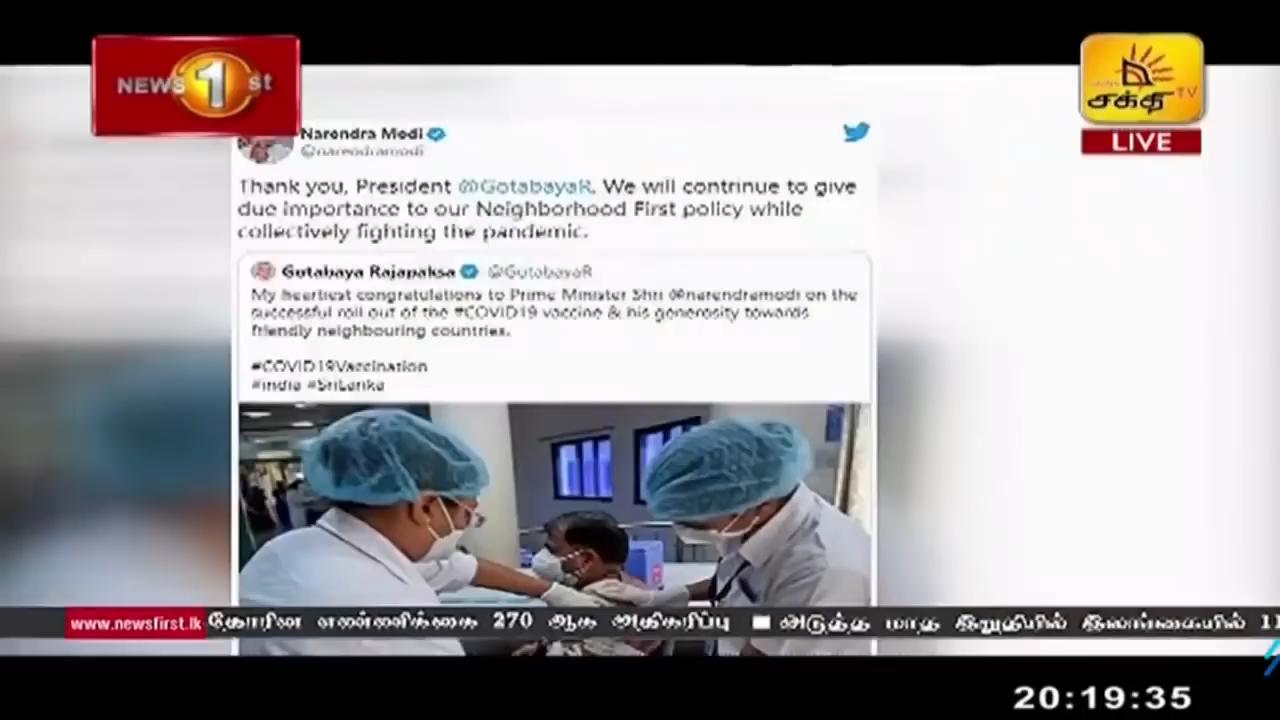 NEWS 1st
சக்தி TV
LIVE
Narendra Modi
@narendramodi
Thank you, President @GotabayaR. We will continue to give
due importance to our Neighborhood First policy while
collectively fighting the pandemic.
Gotabaya Rajapaksa @GotabayaR
My heartiest congratulations to Prime Minister Shri @narendramodi on the
successful roll out of the #COVID19 vaccine & his generosity towards
friendly neighbouring countries.
#COVID19Vaccination
#India #SriLanka
www.newsfirst.lk கோரின எண்ணிக்கை 270 ஆக அதிகரிப்பு ■ அடுத்த மாத இறுதியில் இலங்கையில் 11
20:19:35